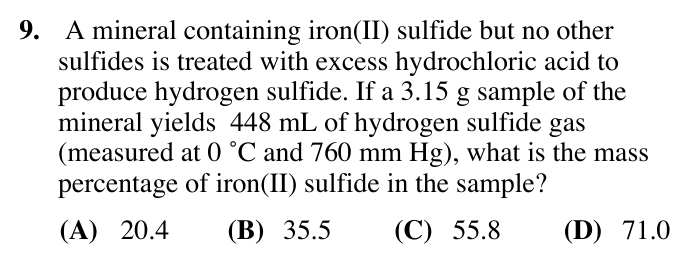 9. A mineral containing iron(II) sulfide but no other
sulfides is treated with excess hydrochloric acid to
produce hydrogen sulfide. If a 3.15 g sample of the
mineral yields 448 mL of hydrogen sulfide gas
(measured at 0 ˚C and 760 mm Hg), what is the mass
percentage of iron(II) sulfide in the sample?
(A) 20.4 (B) 35.5 (C) 55.8 (D) 71.0